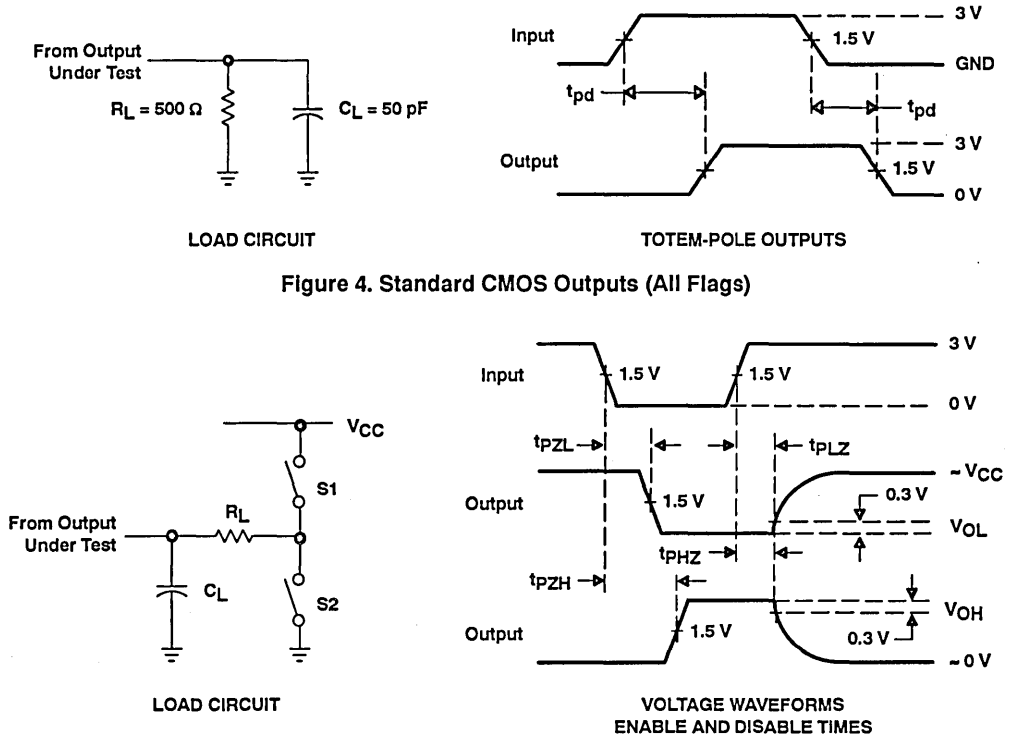 From Output
Under Test
RL = 500 Ω
CL = 50 pF
LOAD CIRCUIT
Input
3 V
1.5 V
GND
tpd
tpd
Output
3 V
1.5 V
0 V
TOTEM-POLE OUTPUTS
Figure 4. Standard CMOS Outputs (All Flags)
VCC
S1
From Output
Under Test
RL
CL
S2
LOAD CIRCUIT
Input
1.5 V
1.5 V
3 V
0 V
tPZL
tPLZ
Output
1.5 V
~ VCC
0.3 V
VOL
tPHZ
tPZH
Output
1.5 V
VOH
0.3 V
~ 0 V
VOLTAGE WAVEFORMS
ENABLE AND DISABLE TIMES